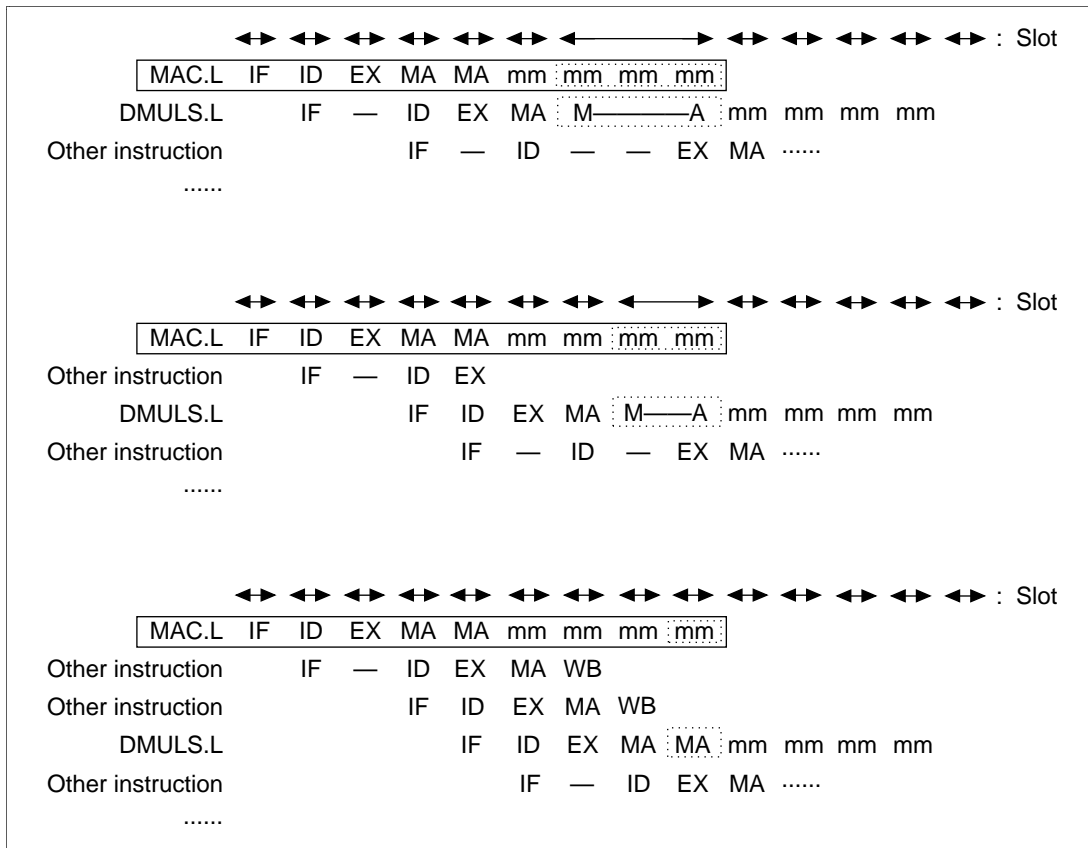 : Slot
MAC.L IF ID EX MA MA mm mm mm mm
DMULS.L IF — ID EX MA M————A mm mm mm mm
Other instruction IF — ID — — EX MA ......
......
: Slot
MAC.L IF ID EX MA MA mm mm mm mm
Other instruction IF — ID EX
DMULS.L IF ID EX MA M——A mm mm mm mm
Other instruction IF — ID — EX MA ......
......
: Slot
MAC.L IF ID EX MA MA mm mm mm mm
Other instruction IF — ID EX MA WB
Other instruction IF ID EX MA WB
DMULS.L IF ID EX MA MA mm mm mm mm
Other instruction IF — ID EX MA ......
......